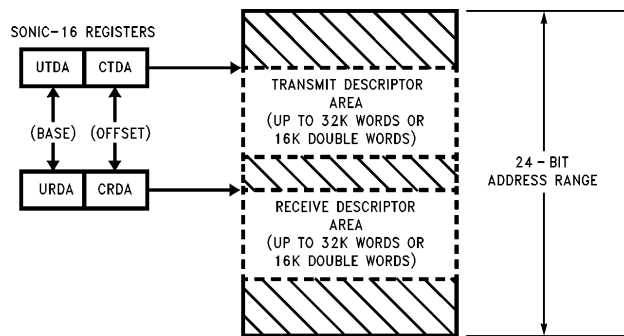 SONIC-16 REGISTERS
UTDA CTDA
(BASE) (OFFSET)
URDA CRDA
TRANSMIT DESCRIPTOR
AREA
(UP TO 32K WORDS OR
16K DOUBLE WORDS)
RECEIVE DESCRIPTOR
AREA
(UP TO 32K WORDS OR
16K DOUBLE WORDS)
24-BIT
ADDRESS RANGE